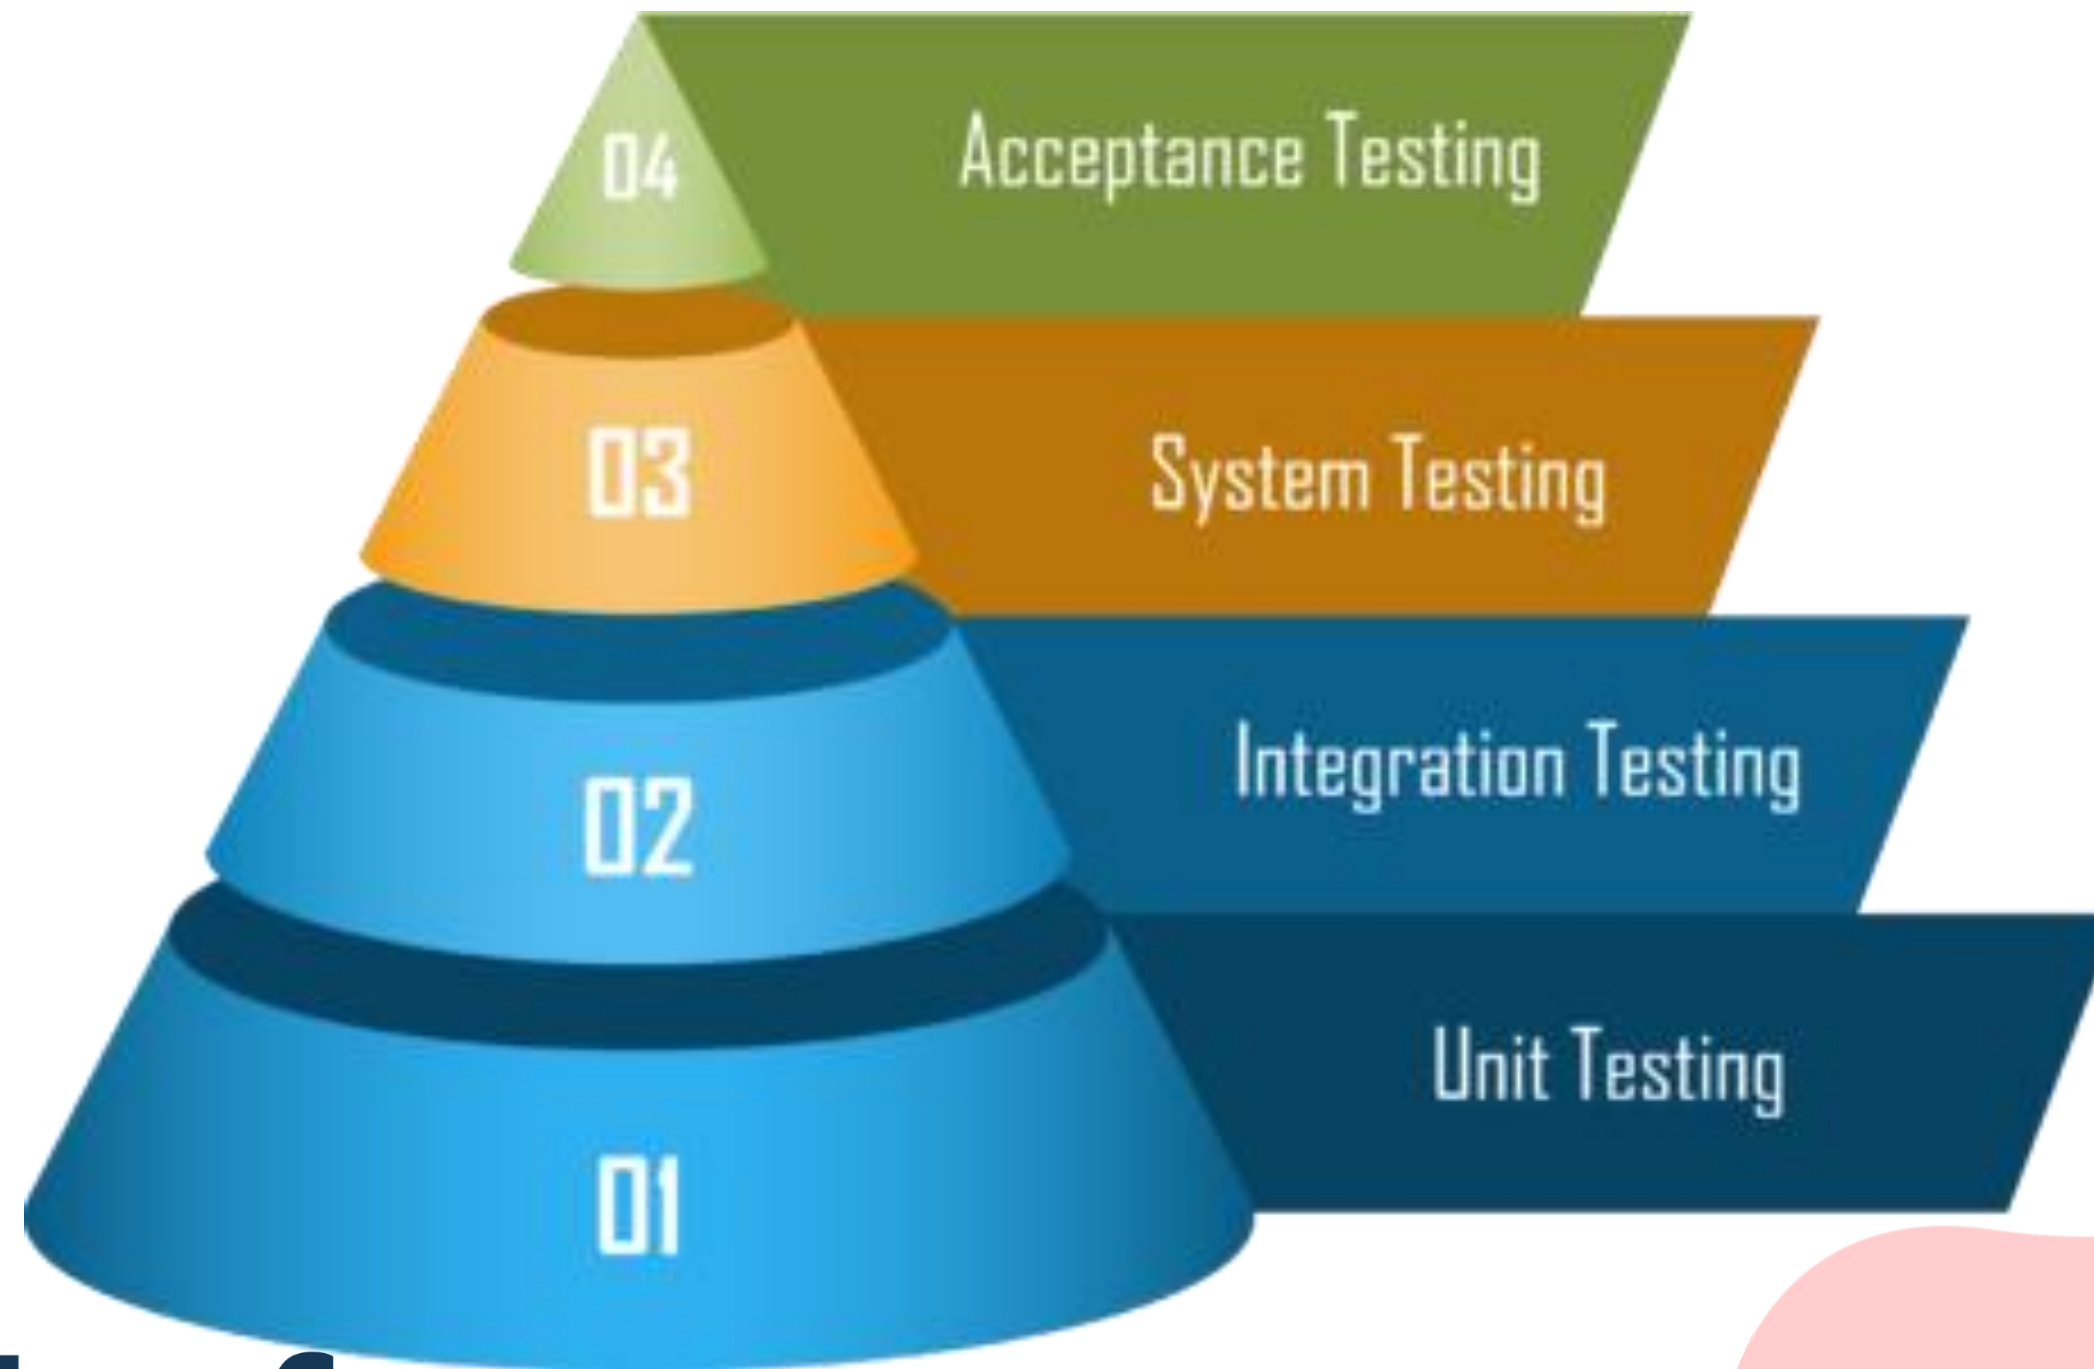 04 Acceptance Testing
03 System Testing
02 Integration Testing
01 Unit Testing